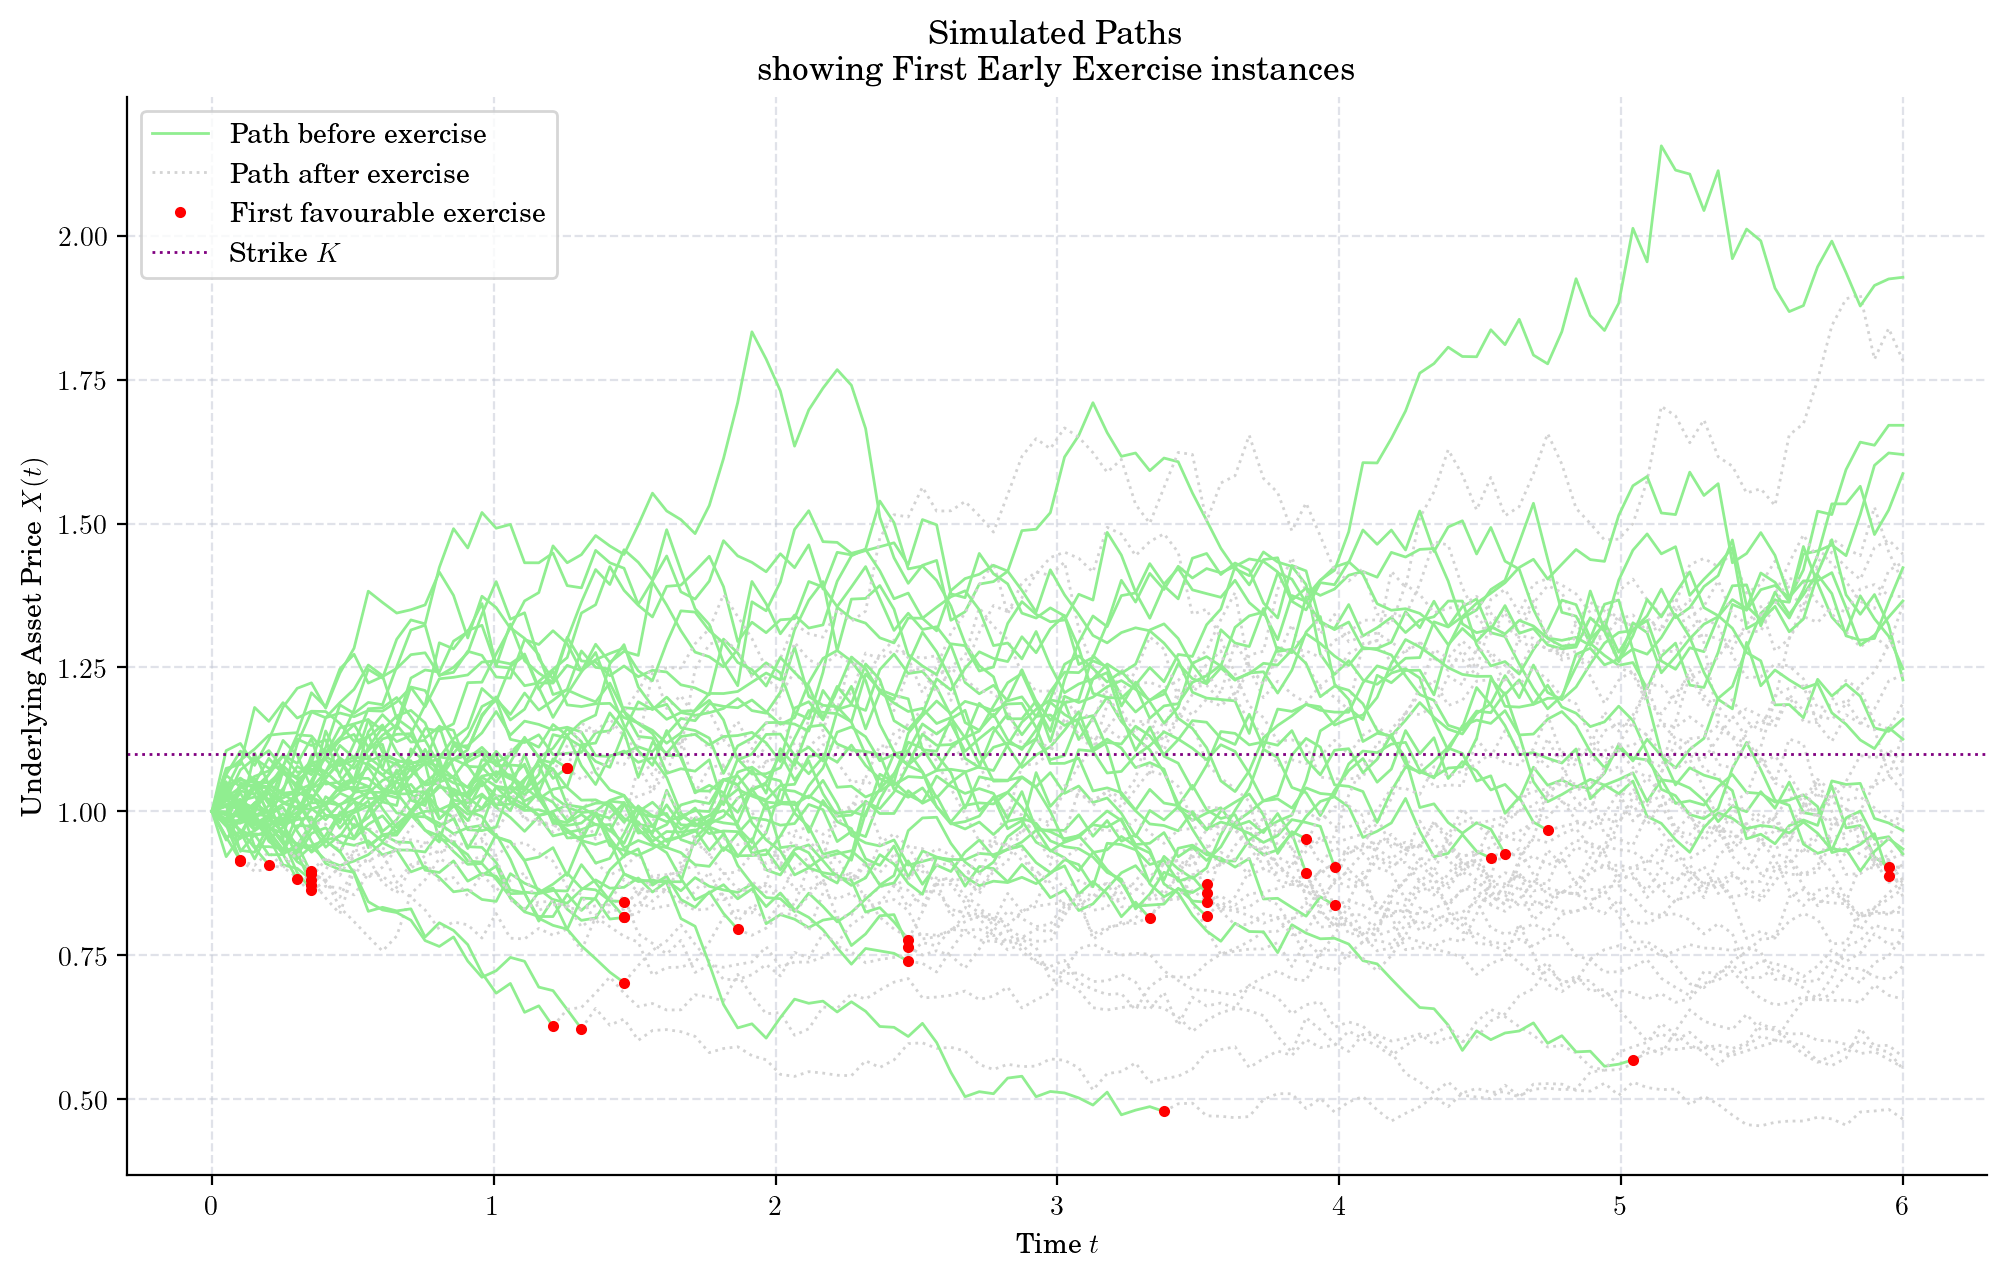 Simulated Paths
showing First Early Exercise instances
Path before exercise
Path after exercise
First favourable exercise
Strike K
Underlying Asset Price X(t)
2.00
1.75
1.50
1.25
1.00
0.75
0.50
0 1 2 3 4 5 6
Time t